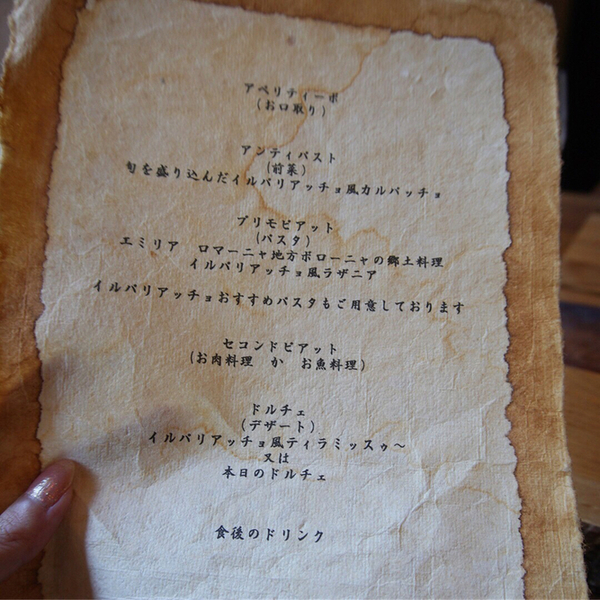 アペリティーボ
(お口取り)
アンティパスト
(前菜)
旬を盛り込んだイルバリアッチョ風カルパッチョ
プリモピアット
(パスタ)
エミリア　ロマーニャ地方ボローニャの郷土料理
イルバリアッチョ風ラザニア
イルバリアッチョおすすめパスタもご用意しております
セコンドピアット
(お肉料理　か　お魚料理)
ドルチェ
(デザート)
イルバリアッチョ風ティラミッスゥ～
又は
本日のドルチェ
食後のドリンク